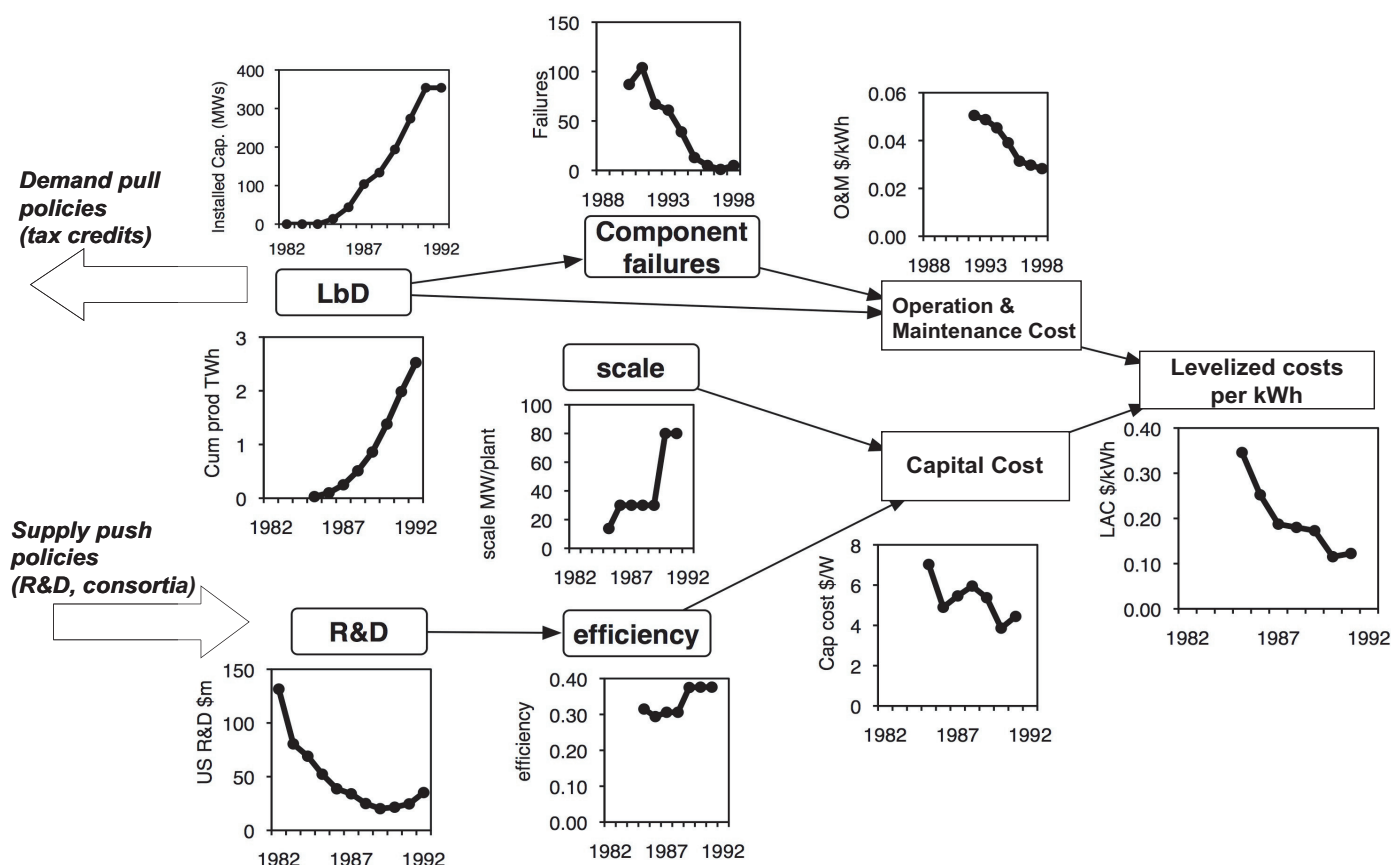 150
100
50
0
Failures
1988 1993 1998
400
300
200
100
0
Installed Cap. (MWs)
1982 1987 1992
0.06
0.04
0.02
0.00
O&M $/kWh
1988 1993 1998
Demand pull
policies
(tax credits)
Component
failures
LbD
Operation &
Maintenance Cost
3
2
1
0
Cum prod TWh
1982 1987 1992
scale
Levelized costs
per kWh
100
80
60
40
20
0
scale MW/plant
1982 1987 1992
Capital Cost
0.40
0.30
0.20
0.10
0.00
LAC $/kWh
1982 1987 1992
Supply push
policies
(R&D, consortia)
8
6
4
2
0
Cap cost $/W
1982 1987 1992
R&D
efficiency
150
100
50
0
US R&D $m
1982 1987 1992
0.40
0.30
0.20
0.10
0.00
efficiency
1982 1987 1992